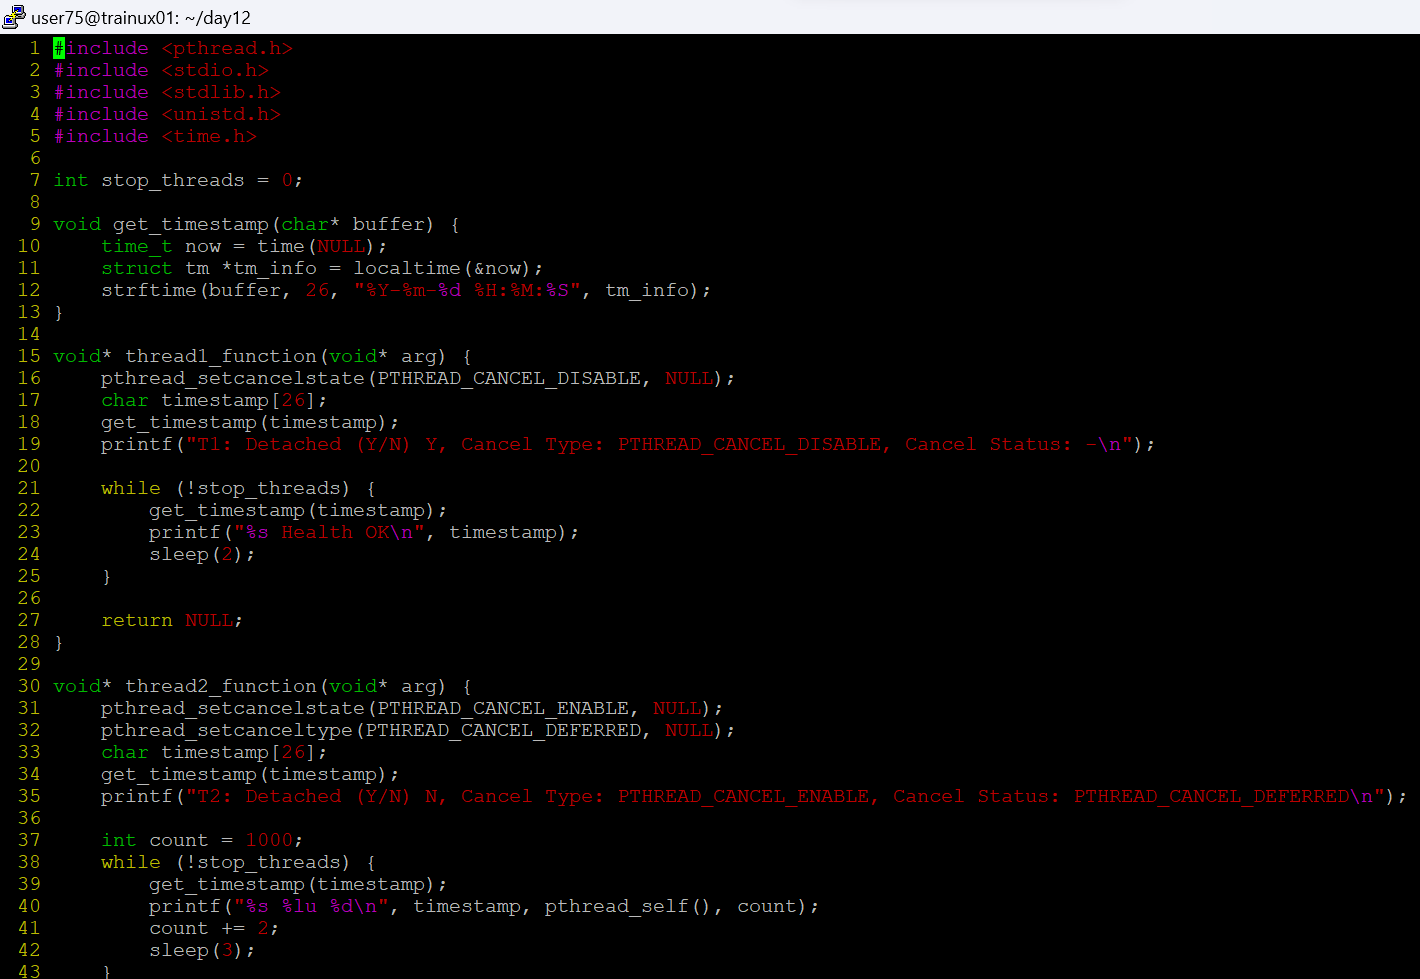 user75@trainux01: ~/day12
1 #include <pthread.h>
2 #include <stdio.h>
3 #include <stdlib.h>
4 #include <unistd.h>
5 #include <time.h>
6
7 int stop_threads = 0;
8
9 void get_timestamp(char* buffer) {
10     time_t now = time(NULL);
11     struct tm *tm_info = localtime(&now);
12     strftime(buffer, 26, "%Y-%m-%d %H:%M:%S", tm_info);
13 }
14
15 void* thread1_function(void* arg) {
16     pthread_setcancelstate(PTHREAD_CANCEL_DISABLE, NULL);
17     char timestamp[26];
18     get_timestamp(timestamp);
19     printf("T1: Detached (Y/N) Y, Cancel Type: PTHREAD_CANCEL_DISABLE, Cancel Status: -\n");
20
21     while (!stop_threads) {
22         get_timestamp(timestamp);
23         printf("%s Health OK\n", timestamp);
24         sleep(2);
25     }
26
27     return NULL;
28 }
29
30 void* thread2_function(void* arg) {
31     pthread_setcancelstate(PTHREAD_CANCEL_ENABLE, NULL);
32     pthread_setcanceltype(PTHREAD_CANCEL_DEFERRED, NULL);
33     char timestamp[26];
34     get_timestamp(timestamp);
35     printf("T2: Detached (Y/N) N, Cancel Type: PTHREAD_CANCEL_ENABLE, Cancel Status: PTHREAD_CANCEL_DEFERRED\n");
36
37     int count = 1000;
38     while (!stop_threads) {
39         get_timestamp(timestamp);
40         printf("%s %lu %d\n", timestamp, pthread_self(), count);
41         count += 2;
42         sleep(3);
43     }